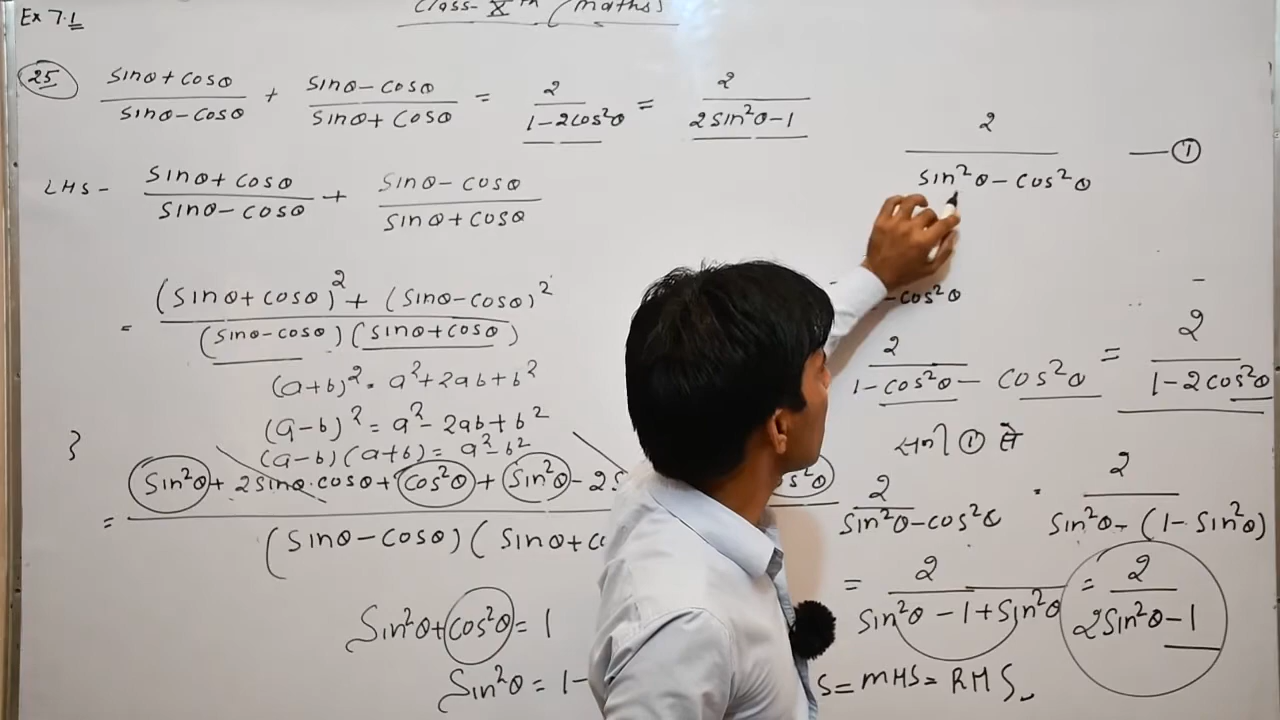 Ex 7.1
Class- Xth (Maths)
25 (sinθ+cosθ)/(sinθ-cosθ) + (sinθ-cosθ)/(sinθ+cosθ) = 2/(1-2cos²θ) = 2/(2sin²θ-1)
LHS- (sinθ+cosθ)/(sinθ-cosθ) + (sinθ-cosθ)/(sinθ+cosθ)
= ((sinθ+cosθ)² + (sinθ-cosθ)²)/((sinθ-cosθ)(sinθ+cosθ))
(a+b)² = a²+2ab+b²
(a-b)² = a²-2ab+b²
(a-b)(a+b) = a²-b²
= (sin²θ+2sinθ.cosθ+cos²θ+sin²θ-2s s²θ)/((sinθ-cosθ)(sinθ+co
sin²θ+cos²θ=1
sin²θ=1-
2/(sin²θ-cos²θ) —①
-cos²θ
2/(1-cos²θ-cos²θ) = 2/(1-2cos²θ)
① से
2/(sin²θ-cos²θ) = 2/(sin²θ-(1-sin²θ))
= 2/(sin²θ-1+sin²θ) = 2/(2sin²θ-1)
S=MHS=RHS